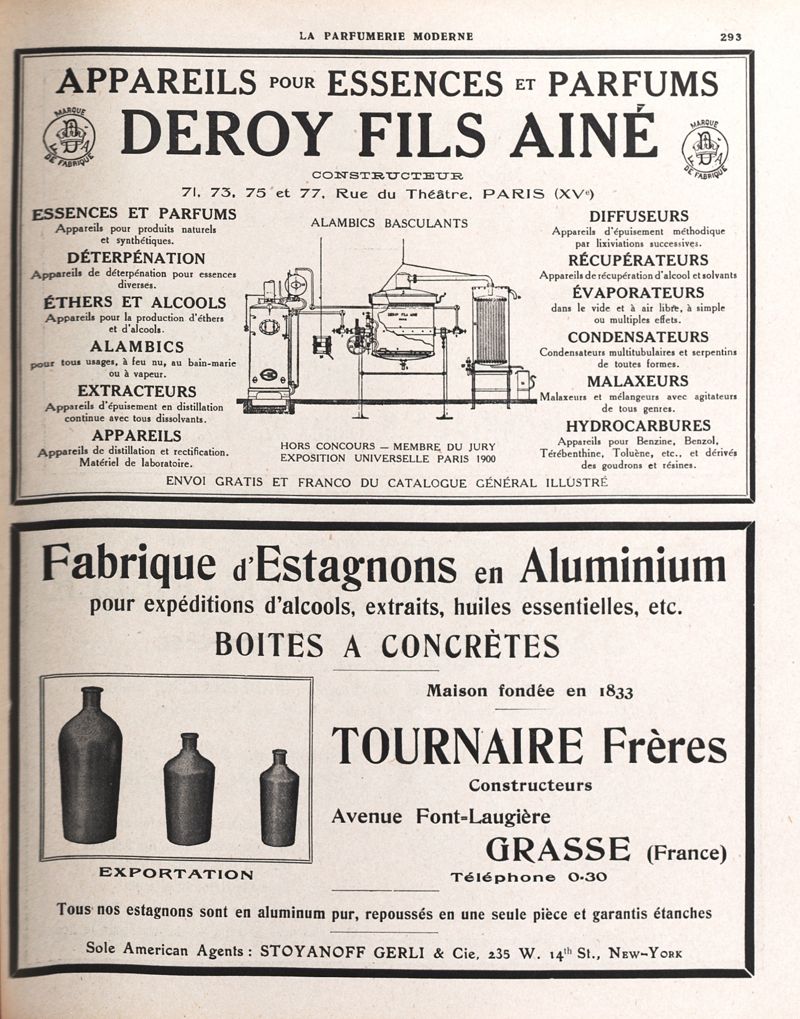 LA PARFUMERIE MODERNE
293
APPAREILS POUR ESSENCES ET PARFUMS
DEROY FILS AINÉ
MARQUE
DE FABRIQUE
MARQUE
DE FABRIQUE
CONSTRUCTEUR
71, 73, 75 et 77, Rue du Théâtre, PARIS (XVe)
ESSENCES ET PARFUMS
Appareils pour produits naturels
et synthétiques.
DÉTERPÉNATION
Appareils de déterpénation pour essences
diverses.
ÉTHERS ET ALCOOLS
Appareils pour la production d'éthers
et d'alcools.
ALAMBICS
pour tous usages, à feu nu, au bain-marie
ou à vapeur.
EXTRACTEURS
Appareils d'épuisement en distillation
continue avec tous dissolvants.
APPAREILS
Appareils de distillation et rectification.
Matériel de laboratoire.
ALAMBICS BASCULANTS
DEROY FILS AINÉ
PARIS
HORS CONCOURS — MEMBRE DU JURY
EXPOSITION UNIVERSELLE PARIS 1900
DIFFUSEURS
Appareils d'épuisement méthodique
par lixiviations successives.
RÉCUPÉRATEURS
Appareils de récupération d'alcool et solvants
ÉVAPORATEURS
dans le vide et à air libre, à simple
ou multiples effets.
CONDENSATEURS
Condensateurs multitubulaires et serpentins
de toutes formes.
MALAXEURS
Malaxeurs et mélangeurs avec agitateurs
de tous genres.
HYDROCARBURES
Appareils pour Benzine, Benzol,
Térébenthine, Toluène, etc., et dérivés
des goudrons et résines.
ENVOI GRATIS ET FRANCO DU CATALOGUE GÉNÉRAL ILLUSTRÉ
Fabrique d'Estagnons en Aluminium
pour expéditions d'alcools, extraits, huiles essentielles, etc.
BOITES A CONCRÈTES
Maison fondée en 1833
TOURNAIRE Frères
Constructeurs
Avenue Font-Laugière
GRASSE (France)
Téléphone 0-30
EXPORTATION
Tous nos estagnons sont en aluminum pur, repoussés en une seule pièce et garantis étanches
Sole American Agents : STOYANOFF GERLI & Cie, 235 W. 14th St., NEW-YORK